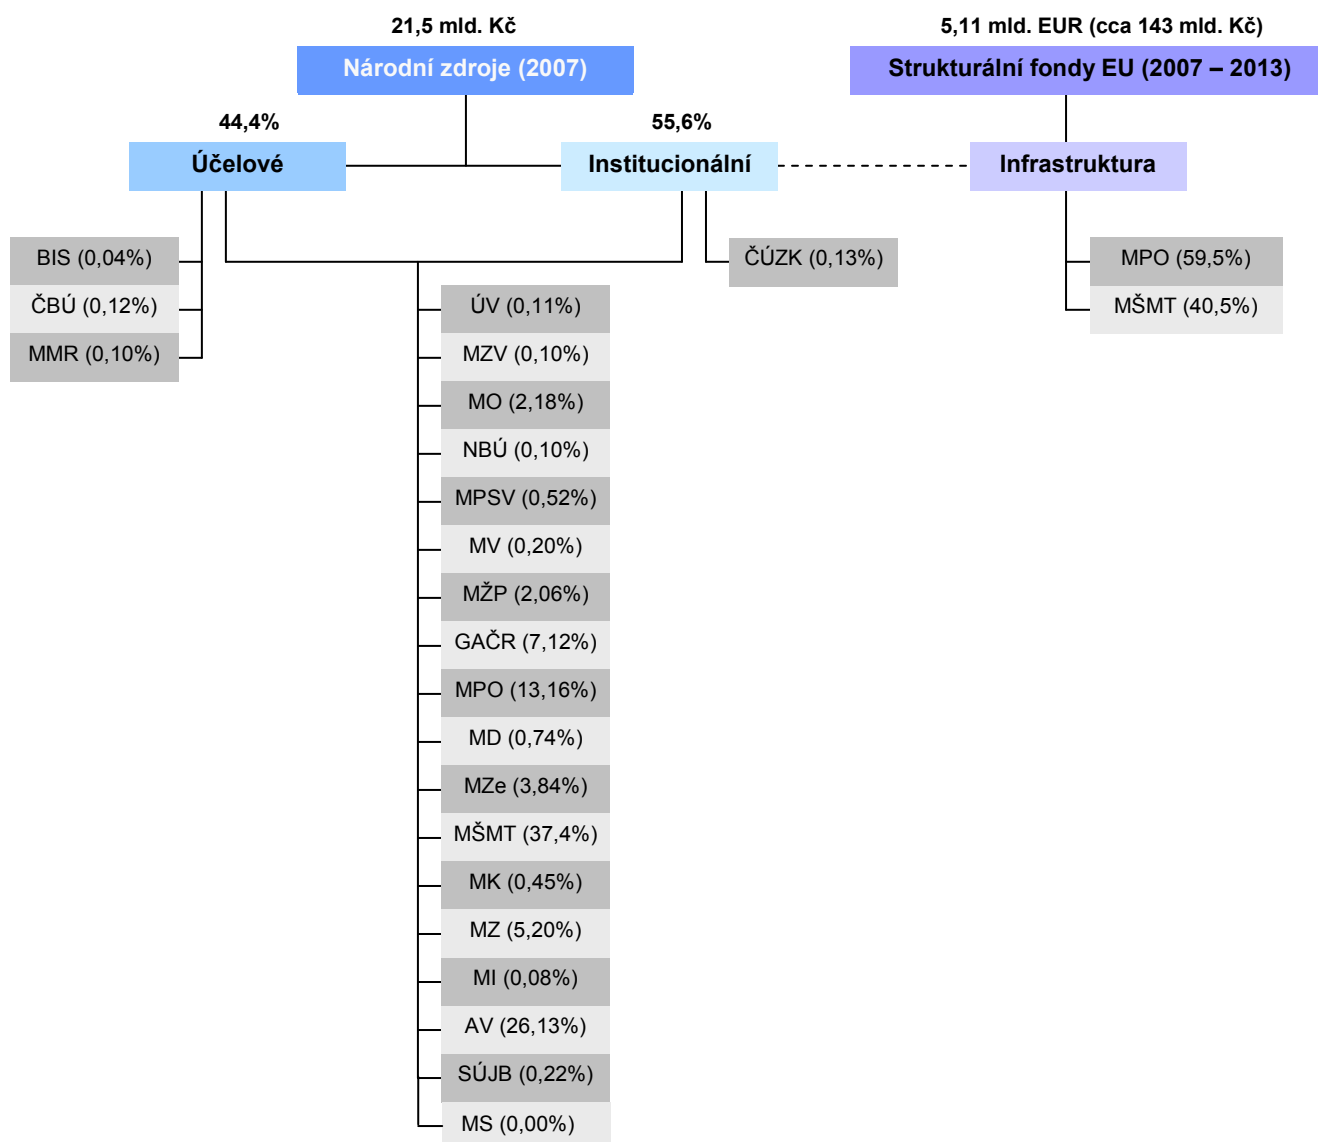 21,5 mld. Kč
5,11 mld. EUR (cca 143 mld. Kč)
Národní zdroje (2007)
Strukturální fondy EU (2007 – 2013)
44,4%
55,6%
Účelové
Institucionální
Infrastruktura
BIS (0,04%)
ČBÚ (0,12%)
MMR (0,10%)
ČÚZK (0,13%)
MPO (59,5%)
MŠMT (40,5%)
ÚV (0,11%)
MZV (0,10%)
MO (2,18%)
NBÚ (0,10%)
MPSV (0,52%)
MV (0,20%)
MŽP (2,06%)
GAČR (7,12%)
MPO (13,16%)
MD (0,74%)
MZe (3,84%)
MŠMT (37,4%)
MK (0,45%)
MZ (5,20%)
MI (0,08%)
AV (26,13%)
SÚJB (0,22%)
MS (0,00%)